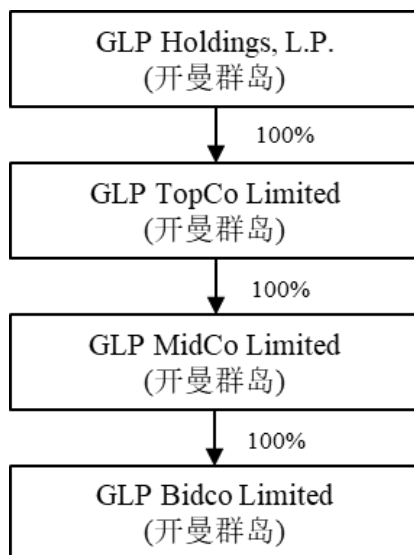 GLP Holdings, L.P.
(开曼群岛)
100%
GLP TopCo Limited
(开曼群岛)
100%
GLP MidCo Limited
(开曼群岛)
100%
GLP Bidco Limited
(开曼群岛)